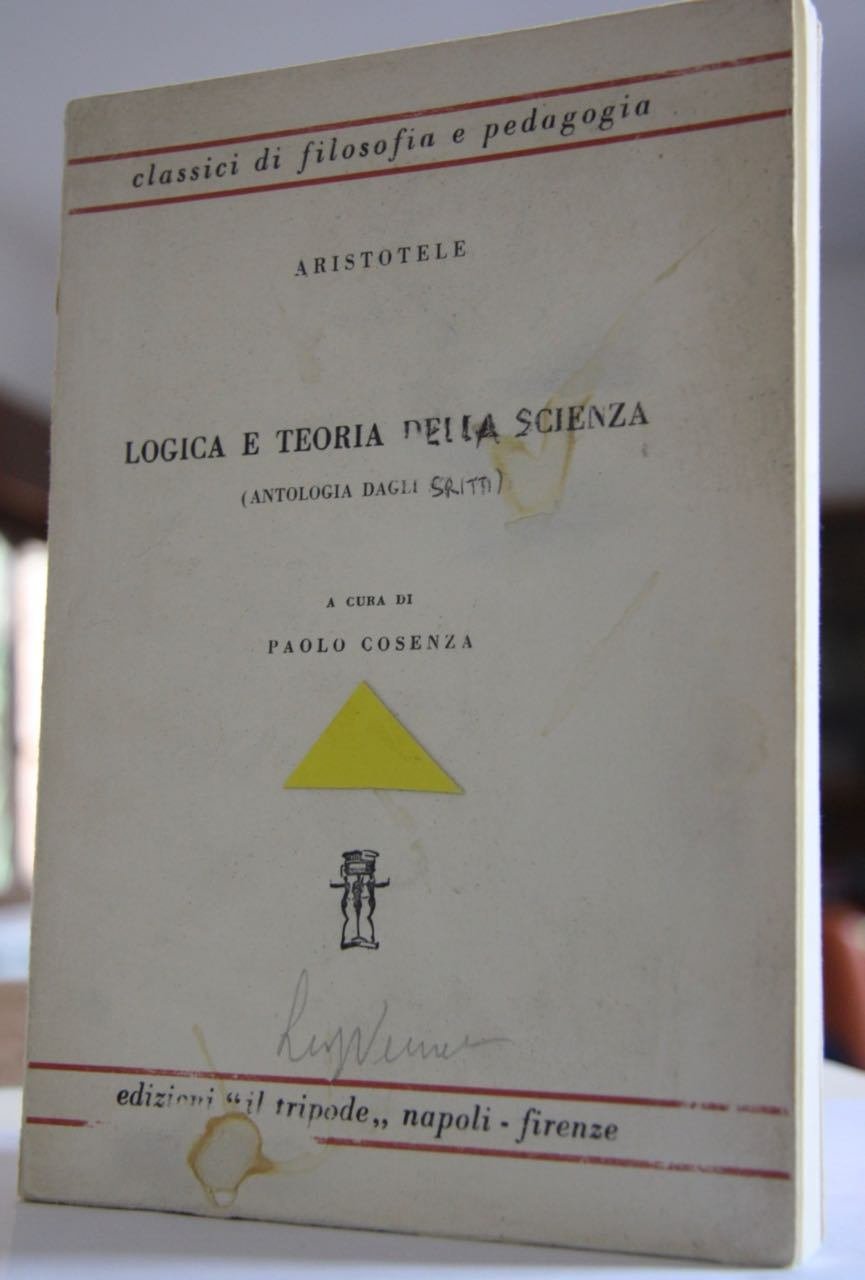 classici di filosofia e pedagogia
ARISTOTELE
LOGICA E TEORIA DELLA SCIENZA
(ANTOLOGIA DAGLI SRITTI)
A CURA DI
PAOLO COSENZA
edizioni “il tripode„ napoli - firenze